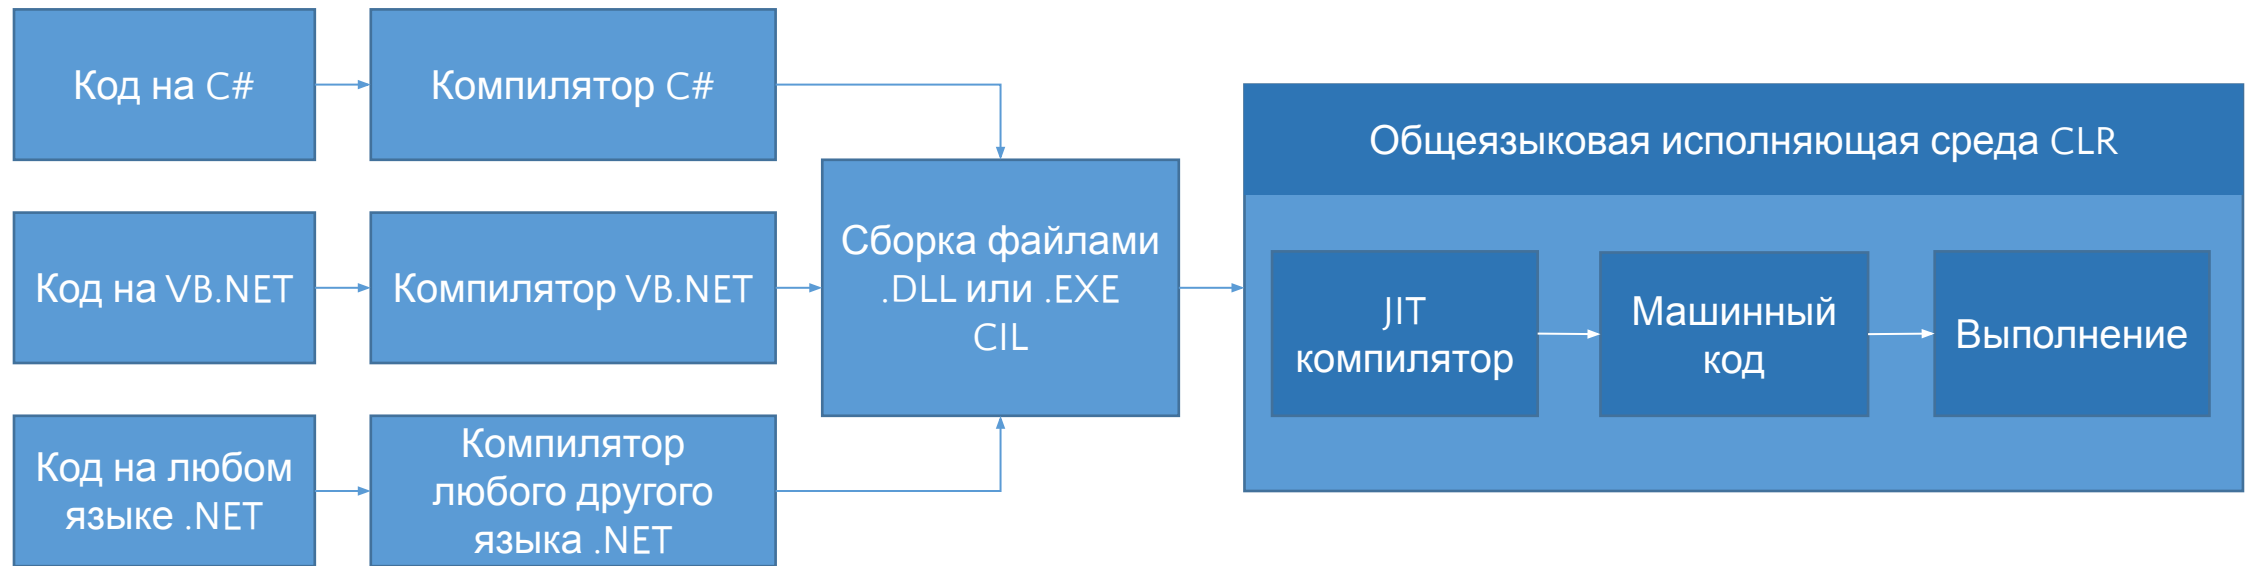 Код на C#
Компилятор C#
Общеязыковая исполняющая среда CLR
Код на VB.NET
Компилятор VB.NET
Сборка файлами
.DLL или .EXE
CIL
JIT
компилятор
Машинный
код
Выполнение
Код на любом
языке .NET
Компилятор
любого другого
языка .NET